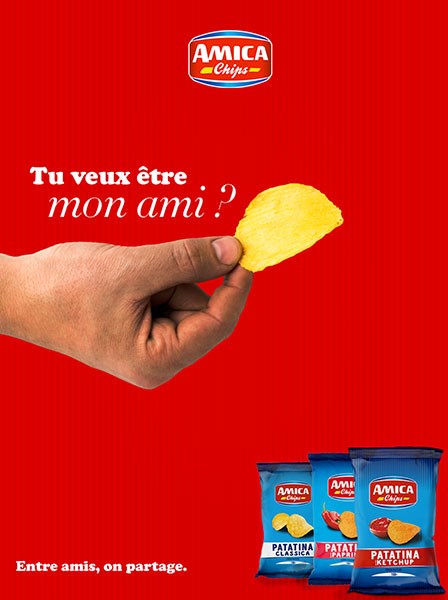 AMICA
Chips
Tu veux être
mon ami ?
AMICA
Chips
PATATINA
CLASSICA
AMICA
Chips
AMICA
Chips
PATATINA
KETCHUP
Entre amis, on partage.